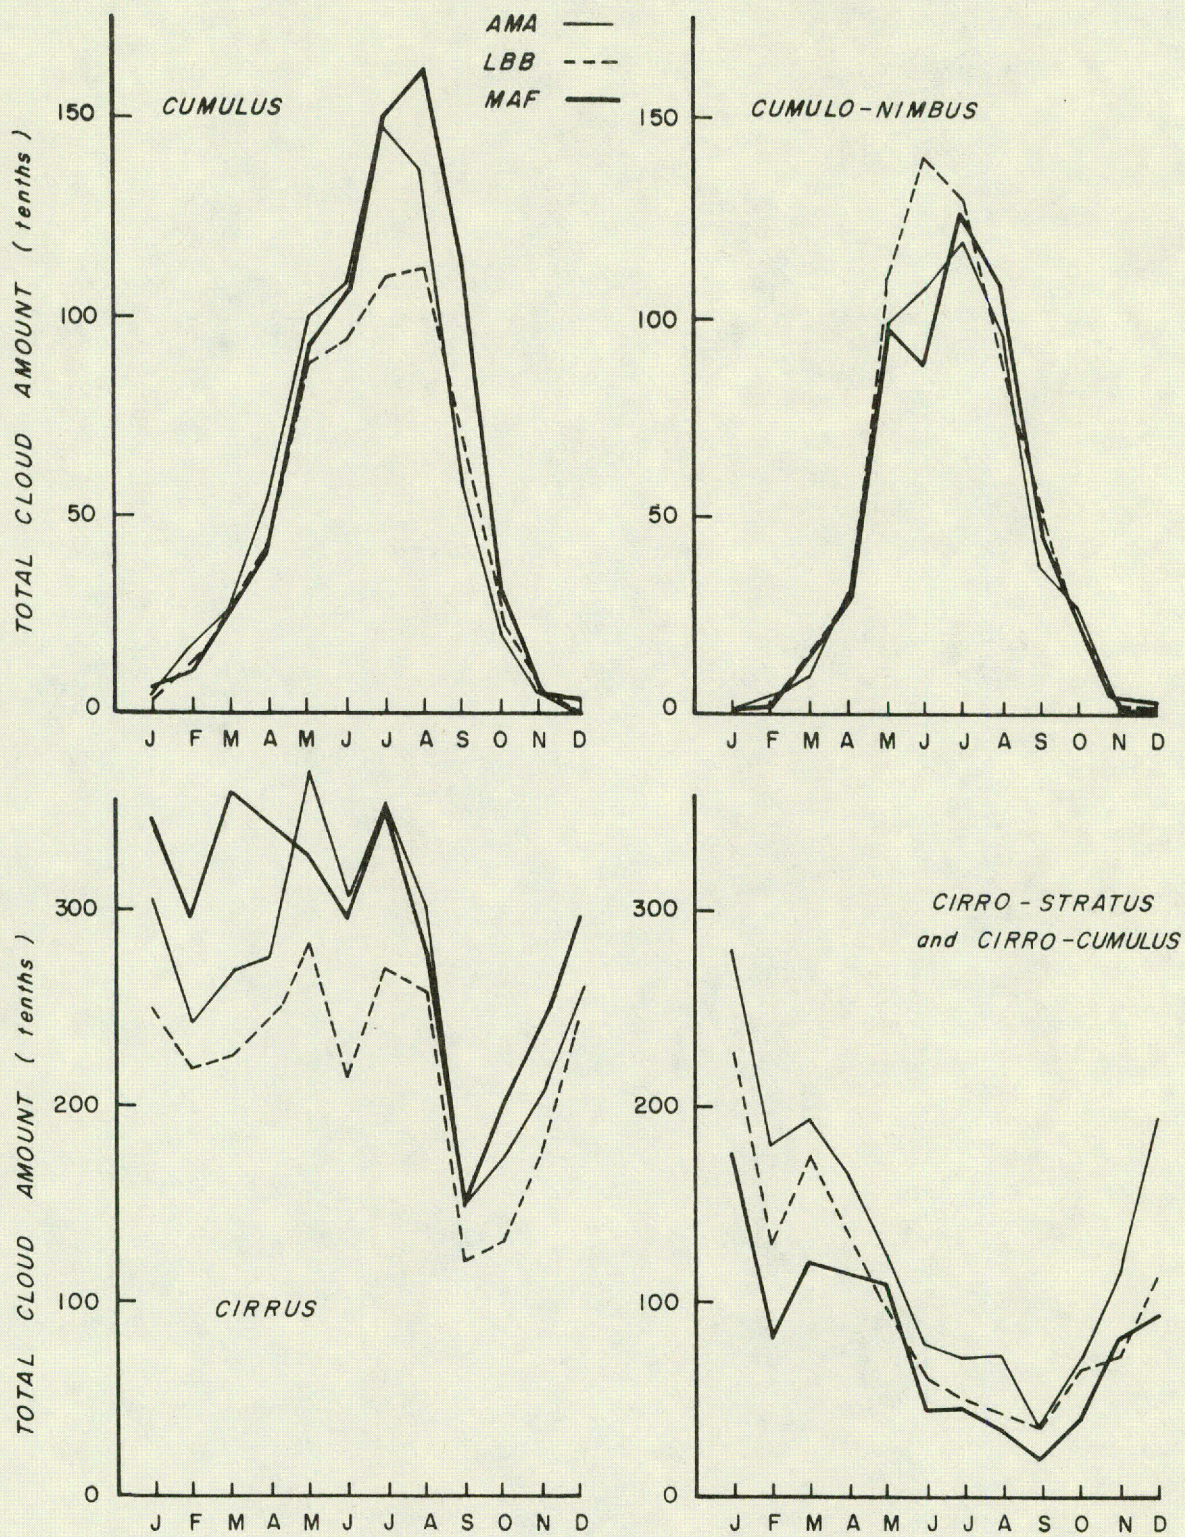 AMA
LBB
MAF
CUMULUS
TOTAL CLOUD AMOUNT (tenths)
150
100
50
0
J F M A M J J A S O N D
CUMULO-NIMBUS
150
100
50
0
J F M A M J J A S O N D
CIRRUS
TOTAL CLOUD AMOUNT (tenths)
300
200
100
0
J F M A M J J A S O N D
CIRRO-STRATUS
and CIRRO-CUMULUS
300
200
100
0
J F M A M J J A S O N D